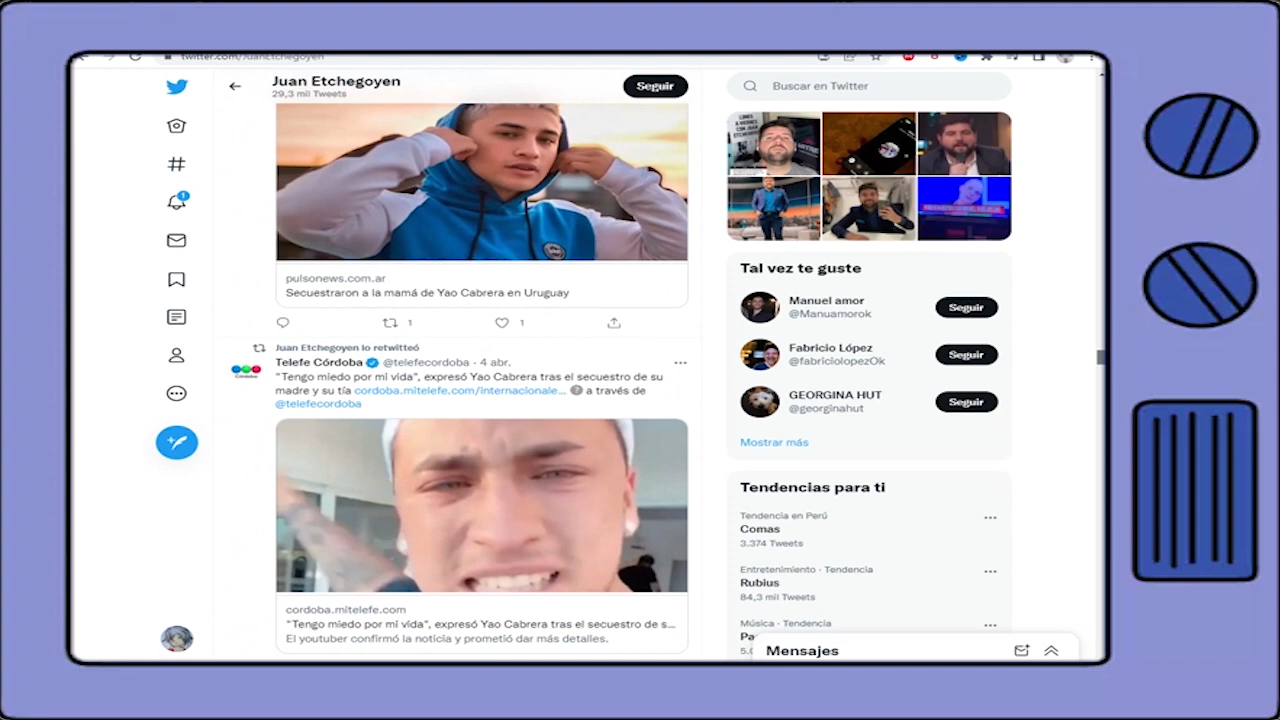 twitter.com/JuanEtchegoyen
Juan Etchegoyen
29,3 mil Tweets
Seguir
Buscar en Twitter
pulsonews.com.ar
Secuestraron a la mamá de Yao Cabrera en Uruguay
1
1
1
Juan Etchegoyen lo retwitteó
Telefe Córdoba @telefecordoba · 4 abr.
"Tengo miedo por mi vida", expresó Yao Cabrera tras el secuestro de su
madre y su tía cordoba.mitelefe.com/internacionale... a través de
@telefecordoba
cordoba.mitelefe.com
"Tengo miedo por mi vida", expresó Yao Cabrera tras el secuestro de s...
El youtuber confirmó la noticia y prometió dar más detalles.
Tal vez te guste
Manuel amor
@Manuamorok
Seguir
Fabricio López
@fabriciolopezOk
Seguir
GEORGINA HUT
@georginahut
Seguir
Mostrar más
Tendencias para ti
Tendencia en Perú
Comas
3.374 Tweets
Entretenimiento · Tendencia
Rubius
84,3 mil Tweets
Música · Tendencia
Mensajes